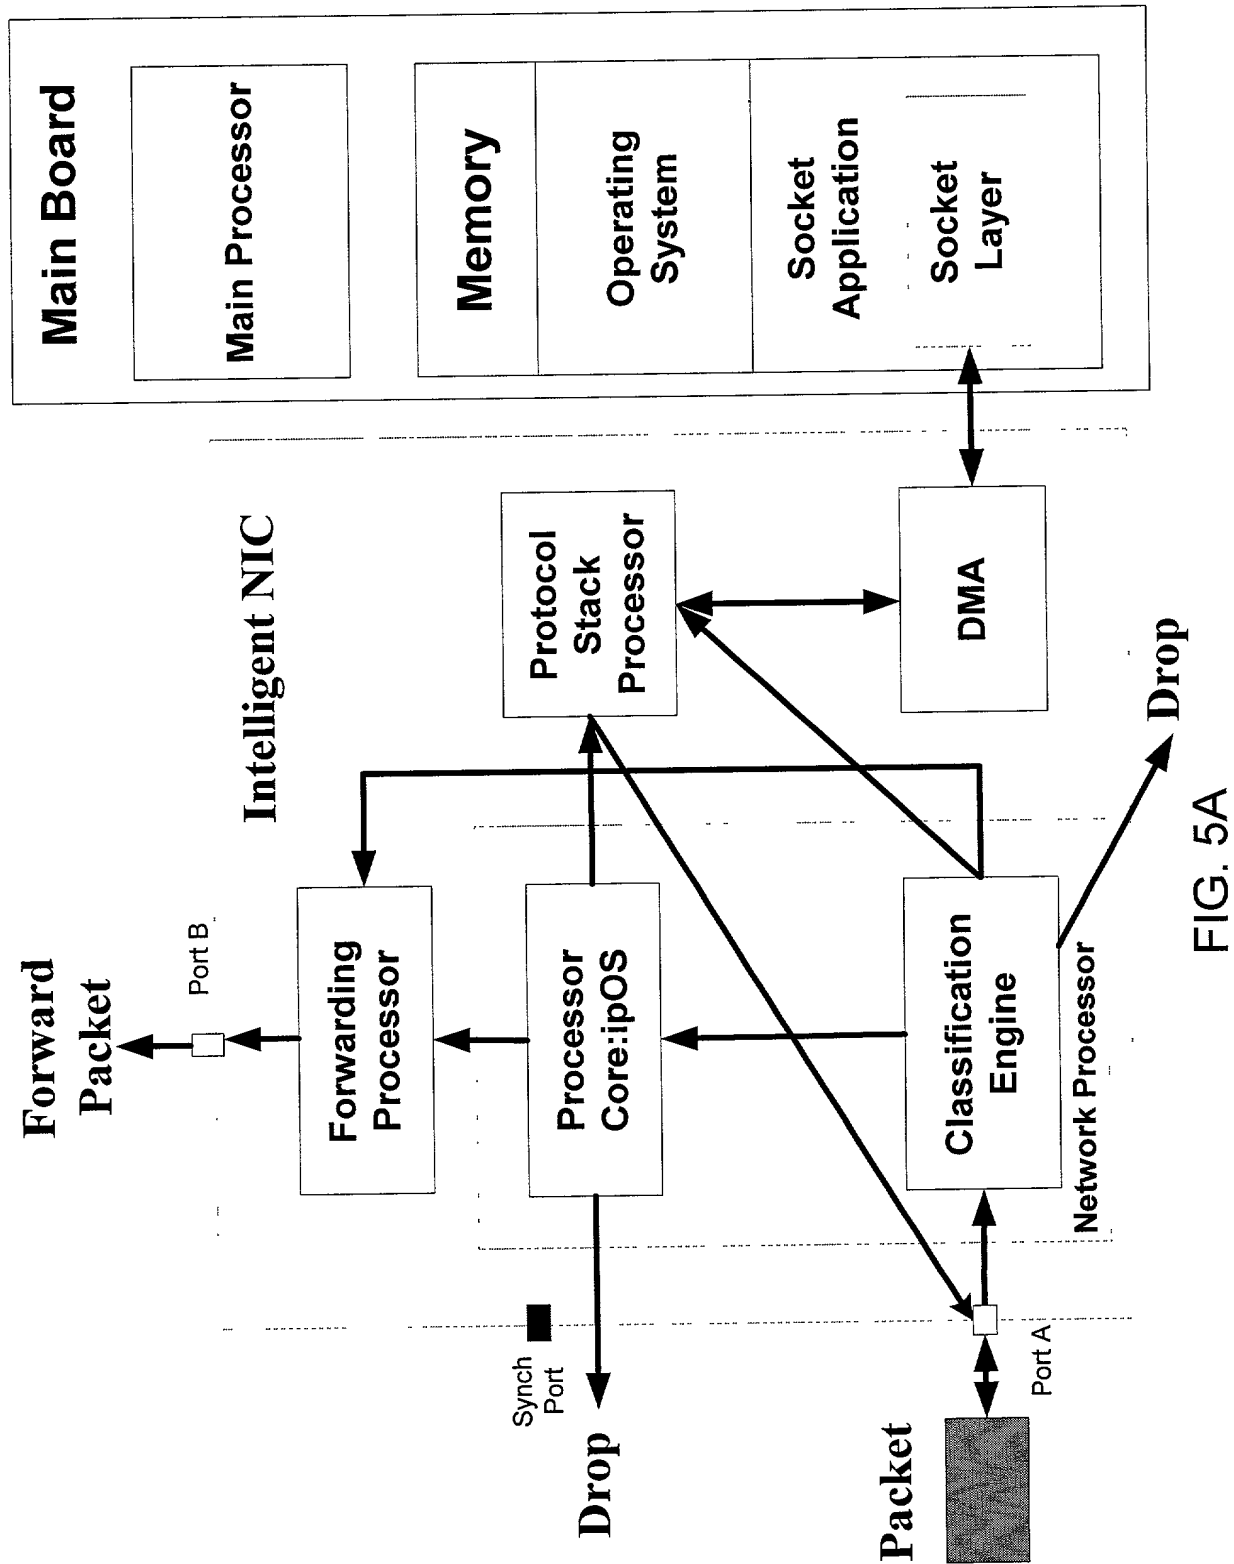 Main Board
Main Processor
Memory
Operating
System
Socket
Application
Socket
Layer
Intelligent NIC
Protocol
Stack
Processor
DMA
Forward
Packet
Port B
Forwarding
Processor
Processor
Core:ipOS
Classification
Engine
Network Processor
Drop
Synch
Port
Drop
Port A
Packet
FIG. 5A